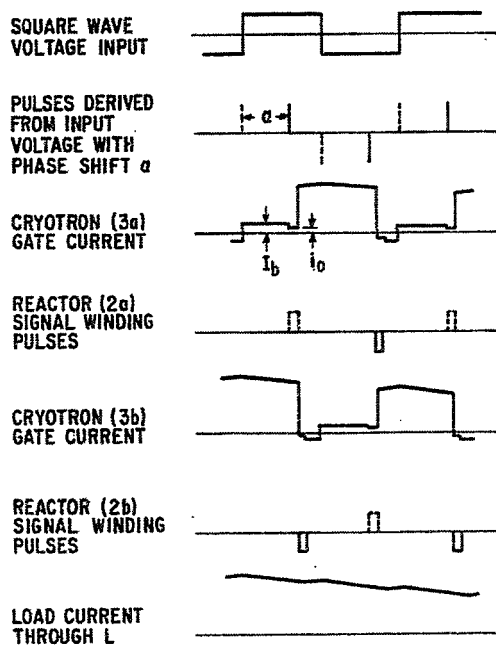 SQUARE WAVE
VOLTAGE INPUT
PULSES DERIVED
FROM INPUT
VOLTAGE WITH
PHASE SHIFT α
α
CRYOTRON (3a)
GATE CURRENT
Ib
io
REACTOR (2a)
SIGNAL WINDING
PULSES
CRYOTRON (3b)
GATE CURRENT
REACTOR (2b)
SIGNAL WINDING
PULSES
LOAD CURRENT
THROUGH L